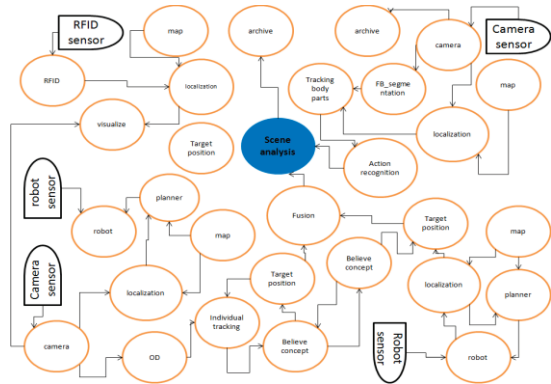 RFID
sensor
map
archive
archive
camera
Camera
sensor
RFID
localization
Tracking
body
parts
FB_segme
ntation
map
visualize
localization
Target
position
Scene
analysis
Action
recognition
robot
sensor
planner
robot
map
Fusion
Target
position
map
Camera
sensor
localization
Target
position
Believe
concept
localization
planner
camera
OD
Individual
tracking
Believe
concept
Robot
sensor
robot